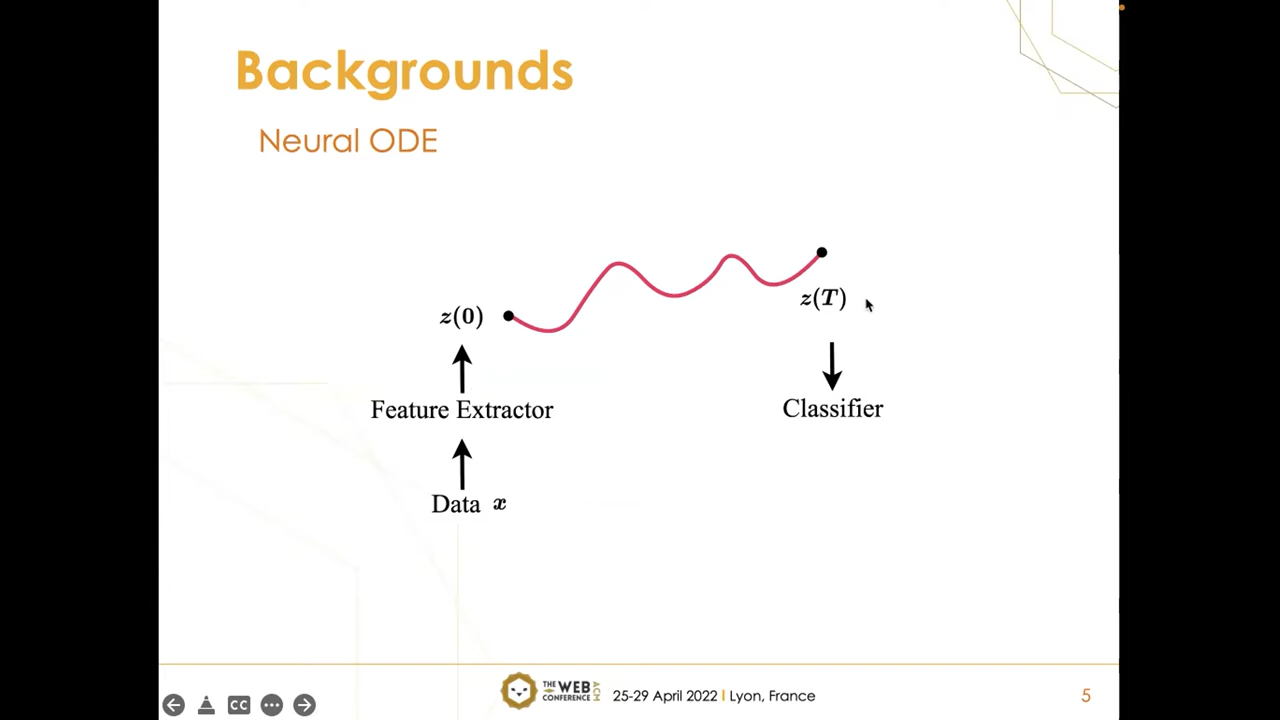 Backgrounds
Neural ODE
z(0)
z(T)
Feature Extractor
Classifier
Data x
THE WEB CONFERENCE ACM
25-29 April 2022 | Lyon, France
5
CC